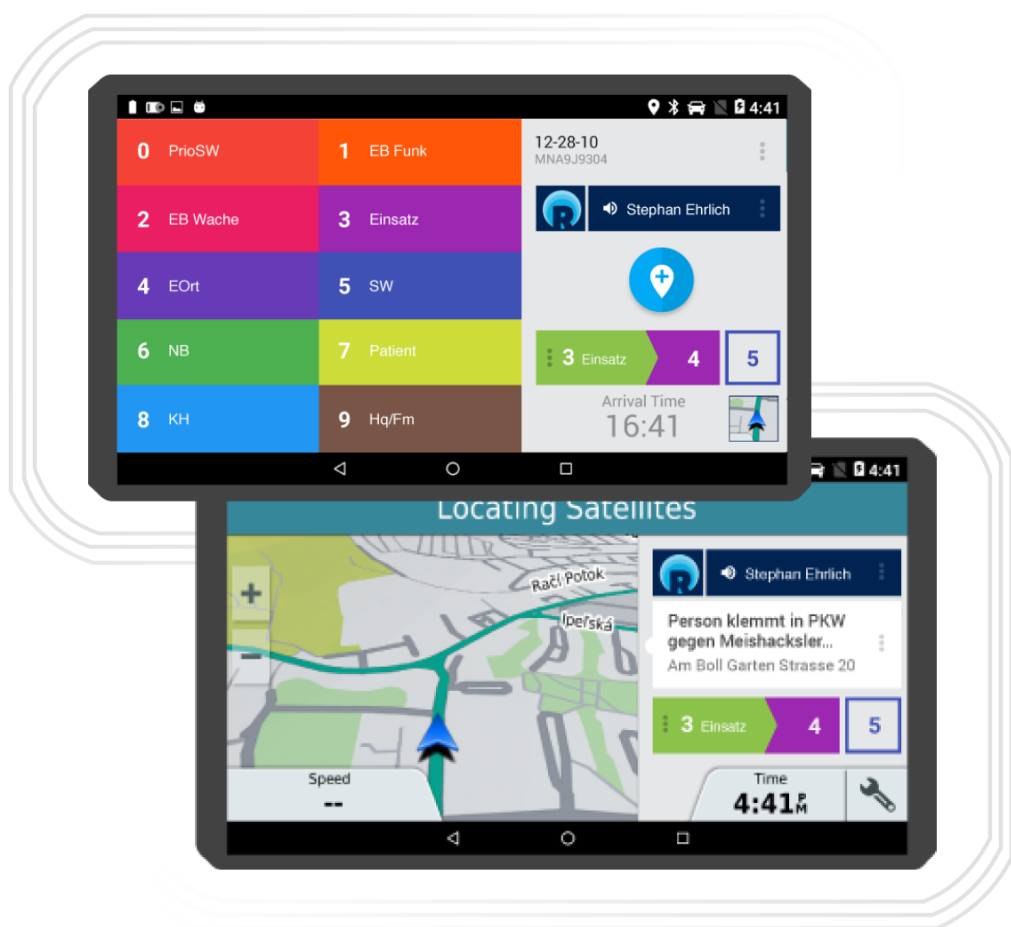 4:41
0 PrioSW
1 EB Funk
2 EB Wache
3 Einsatz
4 EOrt
5 SW
6 NB
7 Patient
8 KH
9 Hq/Fm
12-28-10
MNA9J9304
R
Stephan Ehrlich
3 Einsatz 4 5
Arrival Time
16:41
4:41
Locating Satellites
Račl Potok
Ipeľská
+
−
Speed
--
R
Stephan Ehrlich
Person klemmt in PKW
gegen Meishacksler...
Am Boll Garten Strasse 20
3 Einsatz 4 5
Time
4:41 PM